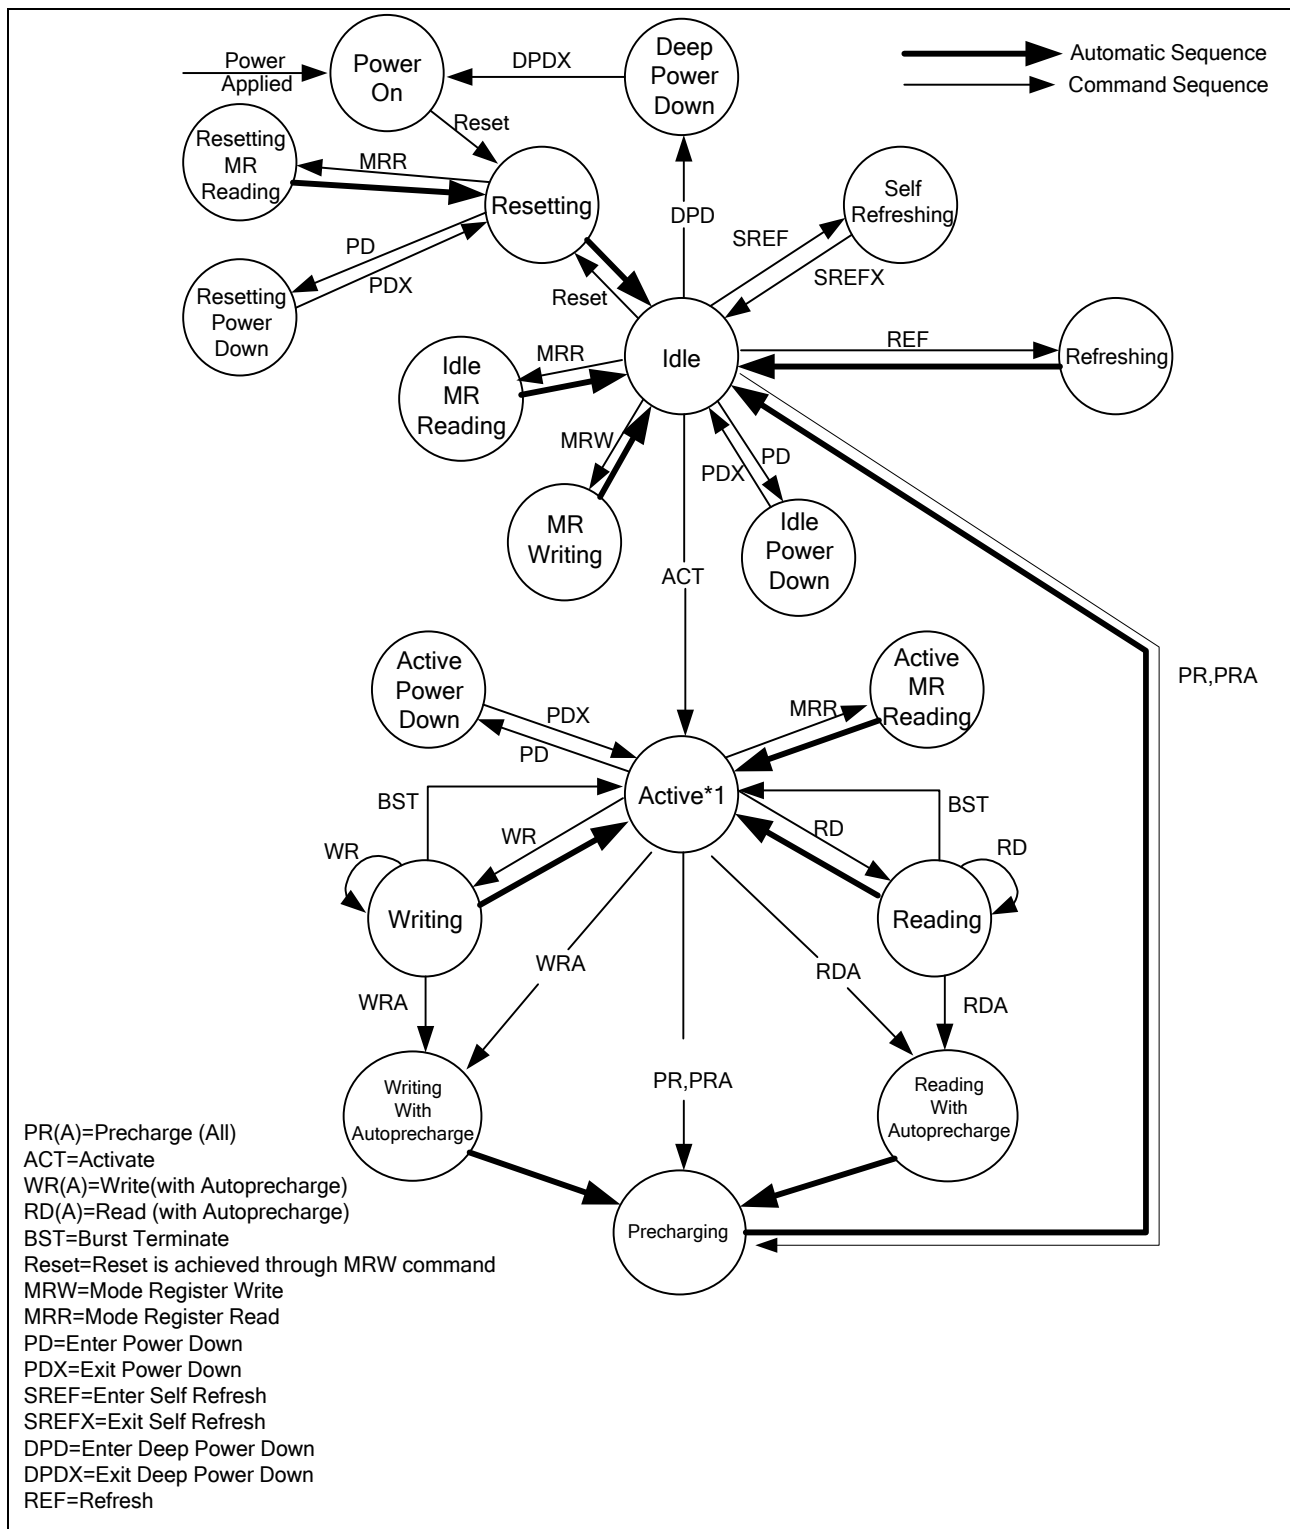 Power
Applied
Power
On
DPDX
Deep
Power
Down
Automatic Sequence
Command Sequence
Reset
Resetting
MR
Reading
MRR
Resetting
DPD
Self
Refreshing
SREF
SREFX
PD
PDX
Resetting
Power
Down
Reset
Idle
REF
Refreshing
MRR
Idle
MR
Reading
MRW
PD
PDX
MR
Writing
Idle
Power
Down
ACT
Active
Power
Down
PDX
PD
MRR
Active
MR
Reading
PR,PRA
Active*1
BST
BST
WR
RD
WR
RD
Writing
Reading
WRA
RDA
WRA
RDA
PR,PRA
Writing
With
Autoprecharge
Reading
With
Autoprecharge
Precharging
PR(A)=Precharge (All)
ACT=Activate
WR(A)=Write(with Autoprecharge)
RD(A)=Read (with Autoprecharge)
BST=Burst Terminate
Reset=Reset is achieved through MRW command
MRW=Mode Register Write
MRR=Mode Register Read
PD=Enter Power Down
PDX=Exit Power Down
SREF=Enter Self Refresh
SREFX=Exit Self Refresh
DPD=Enter Deep Power Down
DPDX=Exit Deep Power Down
REF=Refresh